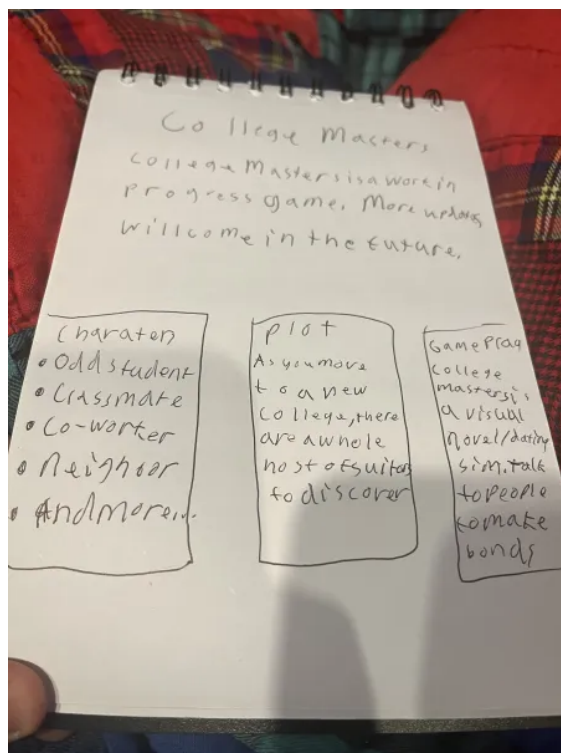 College Masters
College Masters is a work in
progress game. More updates
will come in the future.
Charaten
• Odd student
• Classmate
• Co-worker
• Neighbor
• And more...
Plot
As you move
to a new
college, there
are a whole
host of suitors
to discover
Game Play
College
masters is
a visual
novel/dating
sim. talk
to people
to make
bonds